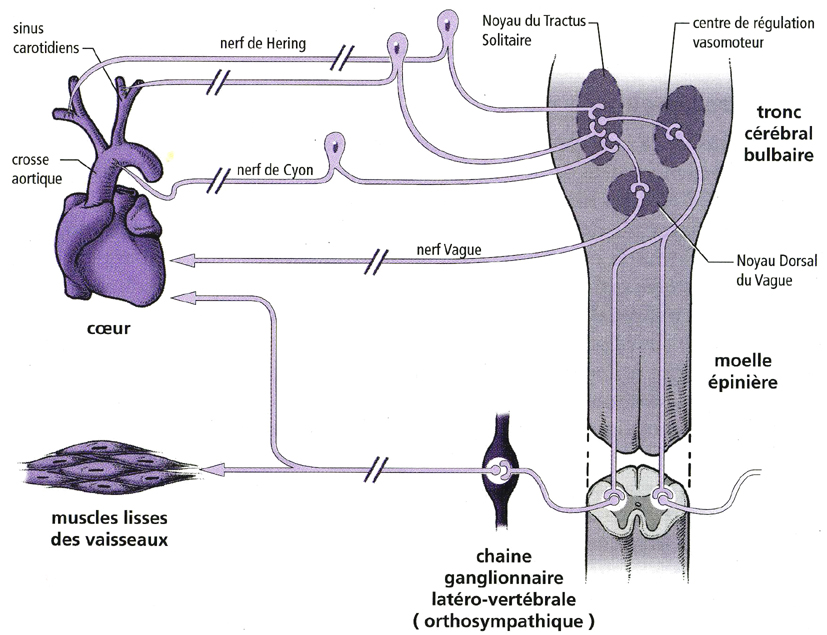 sinus
carotidiens
nerf de Hering
Noyau du Tractus
Solitaire
centre de régulation
vasomoteur
tronc
cérébral
bulbaire
crosse
aortique
nerf de Cyon
nerf Vague
Noyau Dorsal
du Vague
cœur
moelle
épinière
muscles lisses
des vaisseaux
chaine
ganglionnaire
latéro-vertébrale
( orthosympathique )